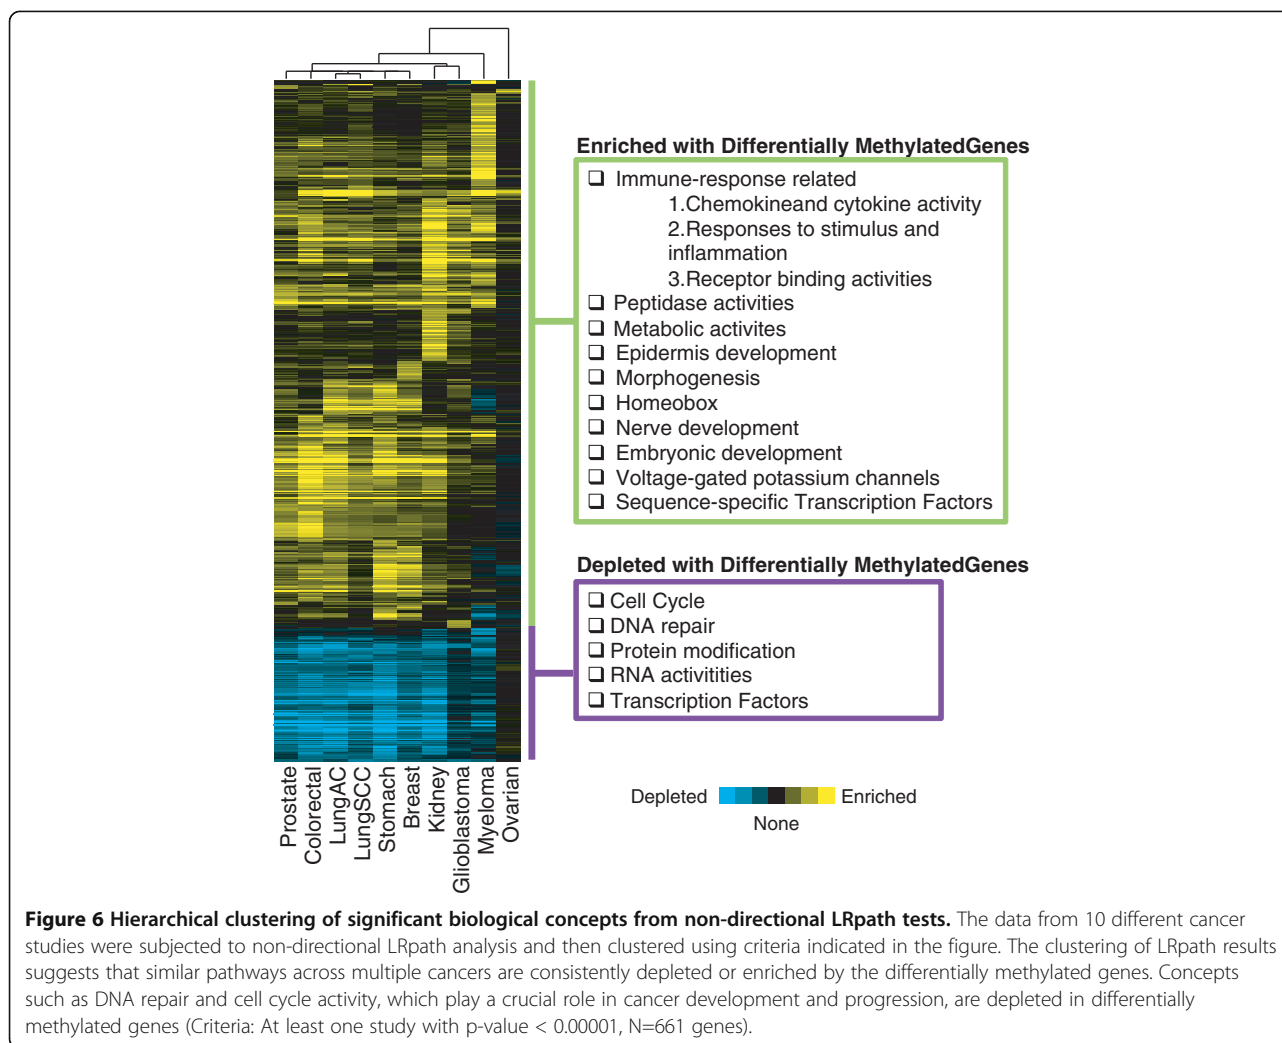 Enriched with Differentially MethylatedGenes
❑ Immune-response related
1.Chemokineand cytokine activity
2.Responses to stimulus and
inflammation
3.Receptor binding activities
❑ Peptidase activities
❑ Metabolic activites
❑ Epidermis development
❑ Morphogenesis
❑ Homeobox
❑ Nerve development
❑ Embryonic development
❑ Voltage-gated potassium channels
❑ Sequence-specific Transcription Factors
Depleted with Differentially MethylatedGenes
❑ Cell Cycle
❑ DNA repair
❑ Protein modification
❑ RNA activitities
❑ Transcription Factors
Prostate
Colorectal
LungAC
LungSCC
Stomach
Breast
Kidney
Glioblastoma
Myeloma
Ovarian
Depleted
Enriched
None
Figure 6 Hierarchical clustering of significant biological concepts from non-directional LRpath tests. The data from 10 different cancer
studies were subjected to non-directional LRpath analysis and then clustered using criteria indicated in the figure. The clustering of LRpath results
suggests that similar pathways across multiple cancers are consistently depleted or enriched by the differentially methylated genes. Concepts
such as DNA repair and cell cycle activity, which play a crucial role in cancer development and progression, are depleted in differentially
methylated genes (Criteria: At least one study with p-value < 0.00001, N=661 genes).